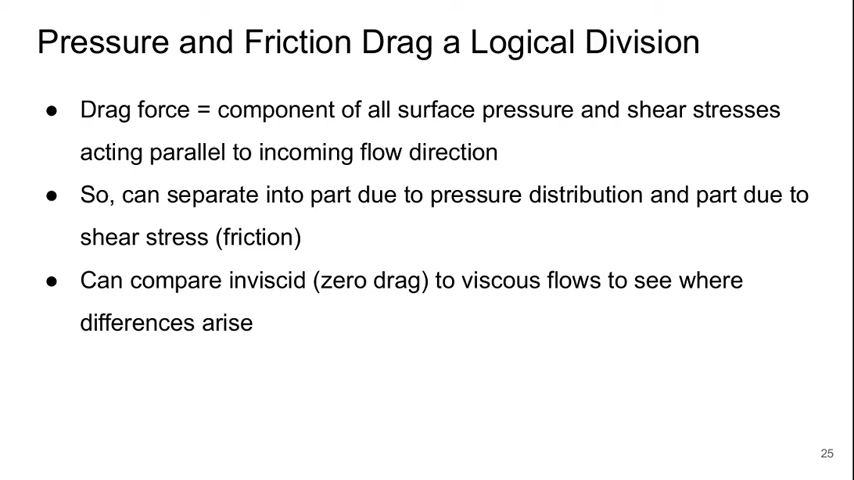 Pressure and Friction Drag a Logical Division
● Drag force = component of all surface pressure and shear stresses
acting parallel to incoming flow direction
● So, can separate into part due to pressure distribution and part due to
shear stress (friction)
● Can compare inviscid (zero drag) to viscous flows to see where
differences arise
25